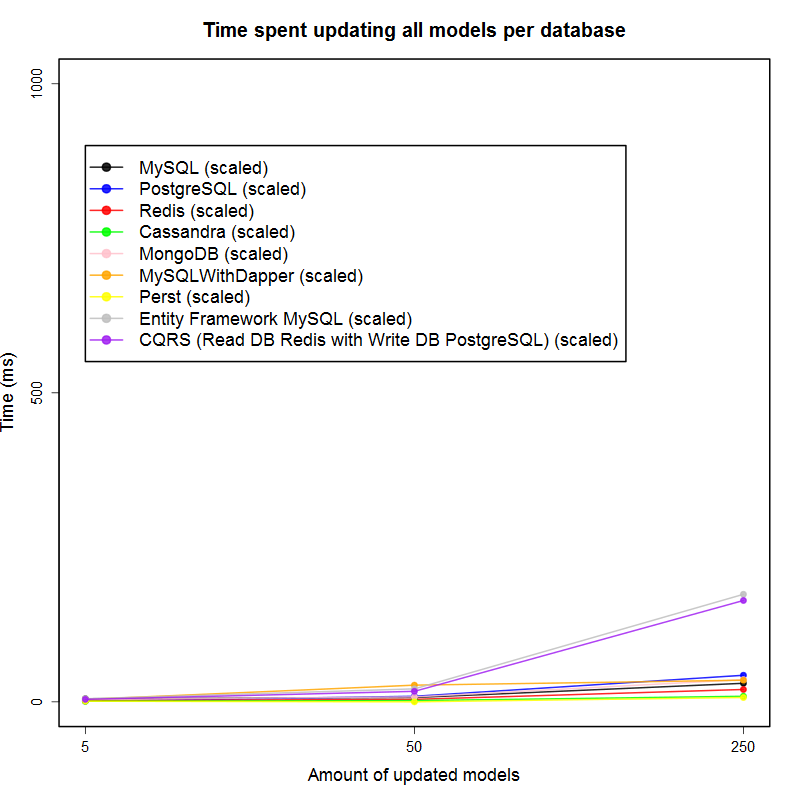 Time spent updating all models per database
1000
MySQL (scaled)
PostgreSQL (scaled)
Redis (scaled)
Cassandra (scaled)
MongoDB (scaled)
MySQLWithDapper (scaled)
Perst (scaled)
Entity Framework MySQL (scaled)
CQRS (Read DB Redis with Write DB PostgreSQL) (scaled)
Time (ms)
500
0
5 50 250
Amount of updated models